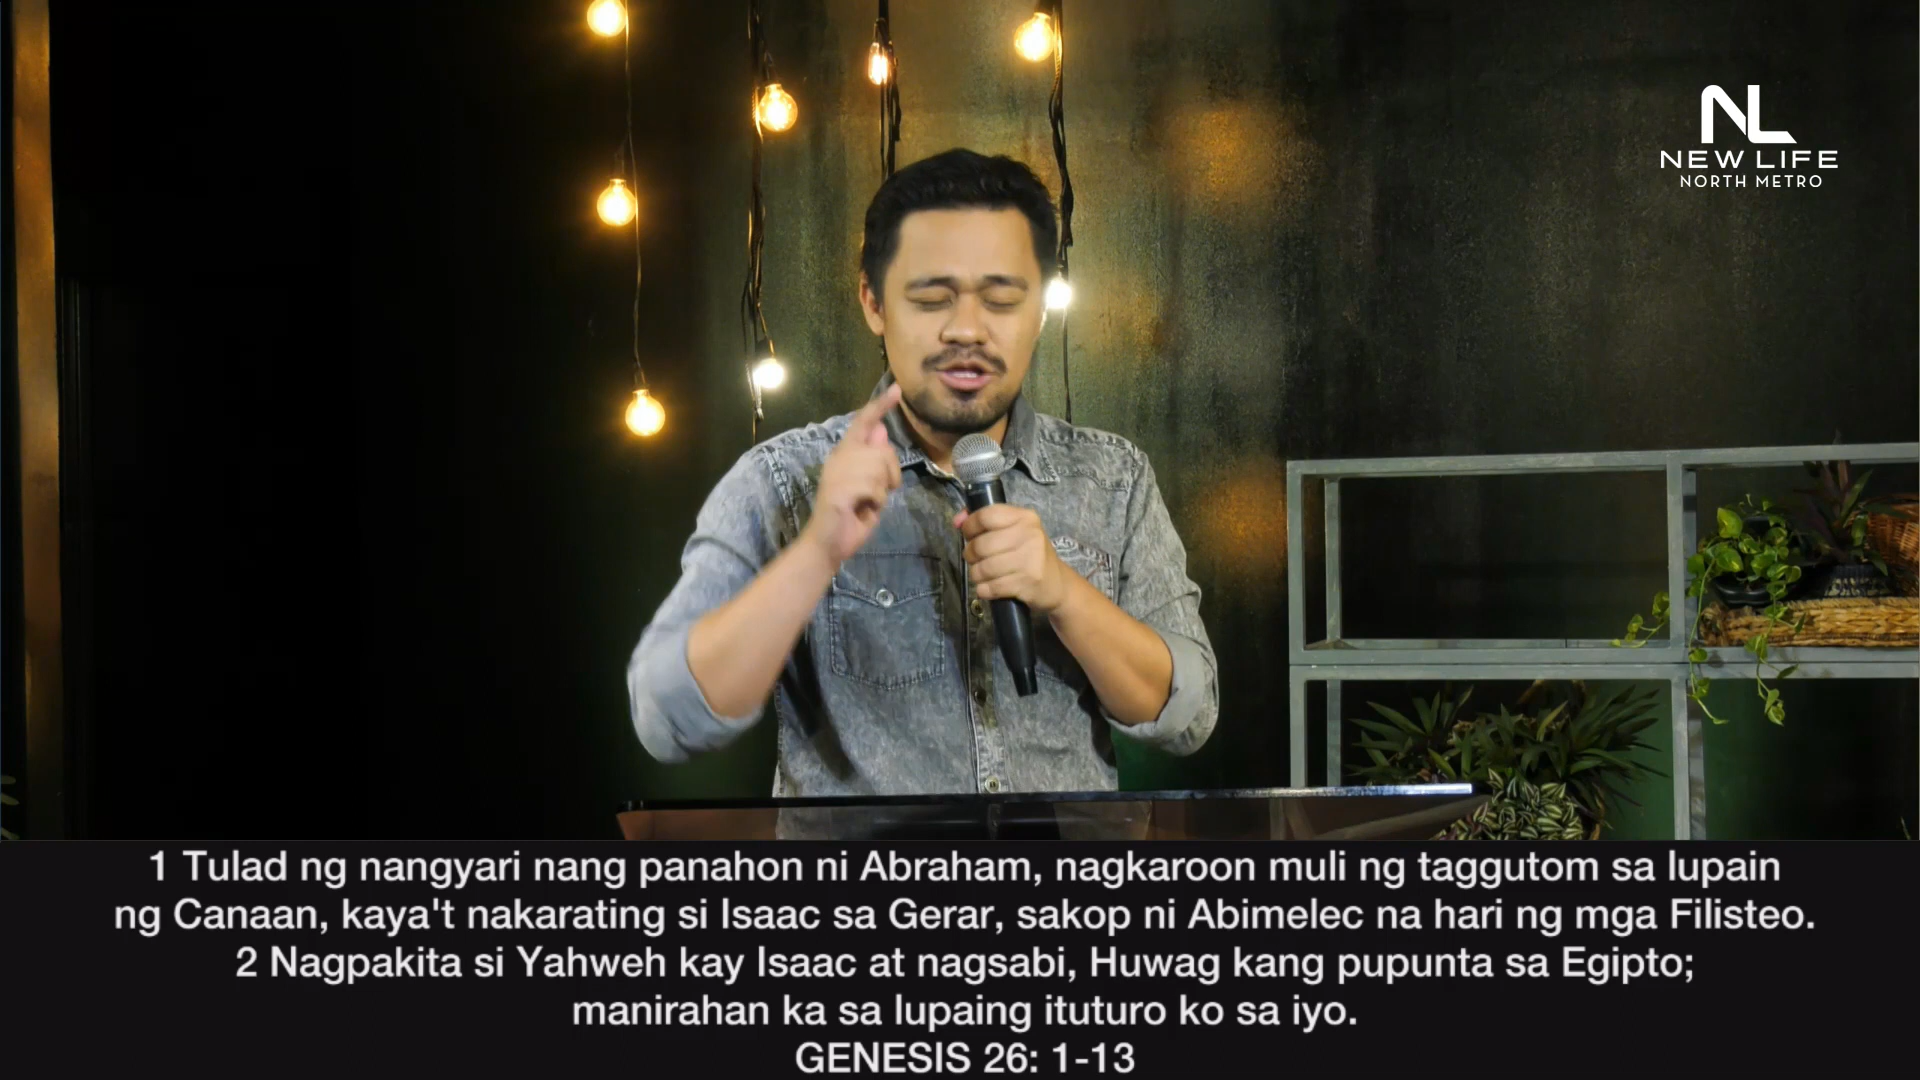 NL
NEW LIFE
NORTH METRO
1 Tulad ng nangyari nang panahon ni Abraham, nagkaroon muli ng taggutom sa lupain
ng Canaan, kaya't nakarating si Isaac sa Gerar, sakop ni Abimelec na hari ng mga Filisteo.
2 Nagpakita si Yahweh kay Isaac at nagsabi, Huwag kang pupunta sa Egipto;
manirahan ka sa lupaing ituturo ko sa iyo.
GENESIS 26: 1-13